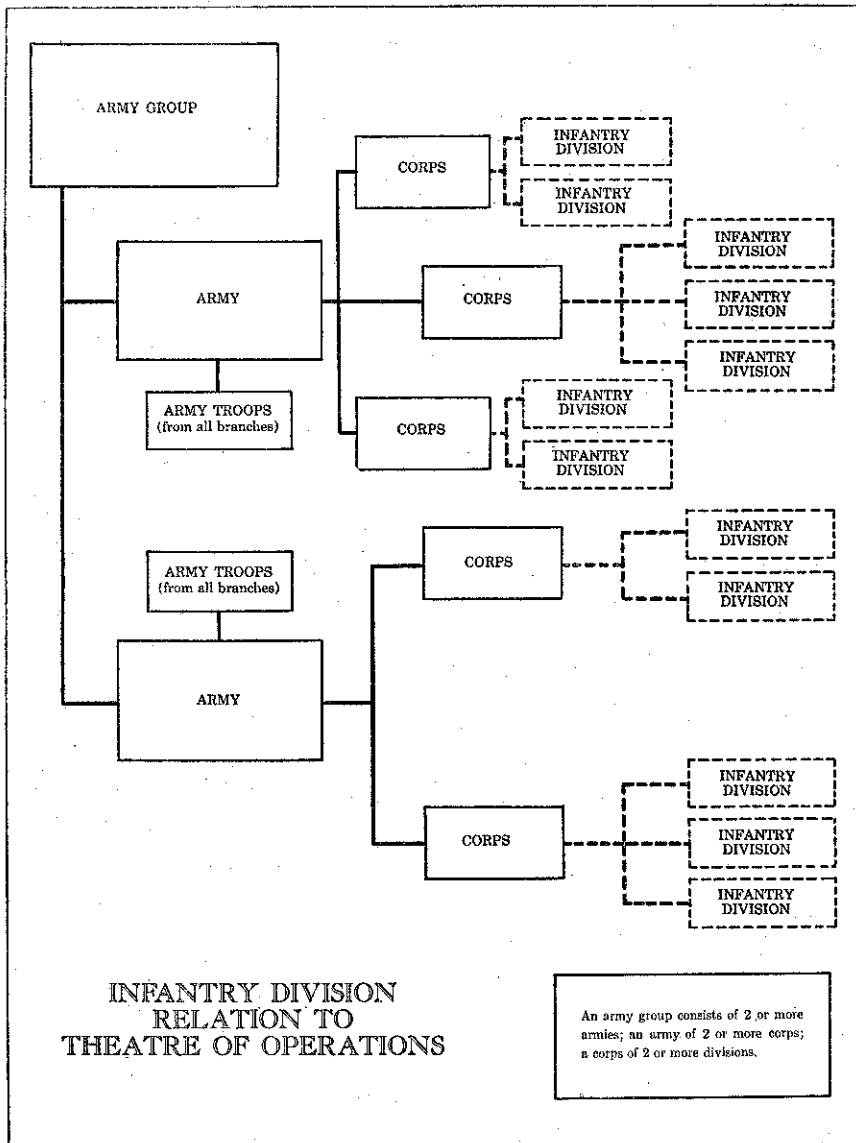 ARMY GROUP
INFANTRY
DIVISION
CORPS
INFANTRY
DIVISION
INFANTRY
DIVISION
ARMY
CORPS
INFANTRY
DIVISION
INFANTRY
DIVISION
ARMY TROOPS
(from all branches)
INFANTRY
DIVISION
CORPS
INFANTRY
DIVISION
INFANTRY
DIVISION
ARMY TROOPS
(from all branches)
CORPS
INFANTRY
DIVISION
ARMY
INFANTRY
DIVISION
CORPS
INFANTRY
DIVISION
INFANTRY
DIVISION
INFANTRY DIVISION
RELATION TO
THEATRE OF OPERATIONS
An army group consists of 2 or more
armies; an army of 2 or more corps;
a corps of 2 or more divisions.